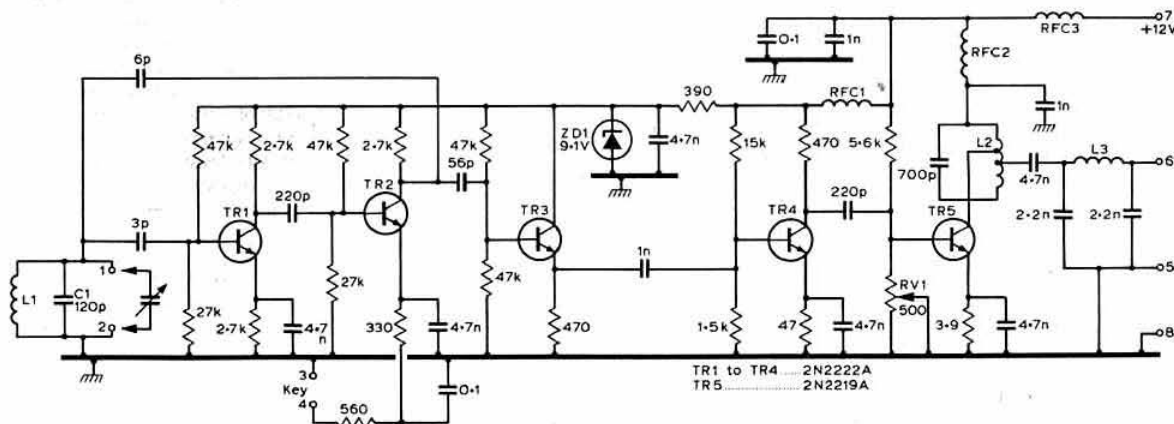 7
+12V
RFC3
0·1
1n
RFC2
6p
1n
390
RFC1
47k
2·7k
47k
2·7k
47k
ZD1
9·1V
4·7n
15k
470
5·6k
700p
L2
L3
6
56p
TR2
4·7n
220p
220p
TR1
TR3
TR4
TR5
2·2n
2·2n
3p
1n
5
L1
C1
120p
1
2
27k
27k
47k
RV1
500
2·7k
4·7
n
330
4·7n
470
1·5k
47
4·7n
3·9
4·7n
8
3
Key
4
560
0·1
TR1 to TR4 ...... 2N2222A
TR5 .................. 2N2219A